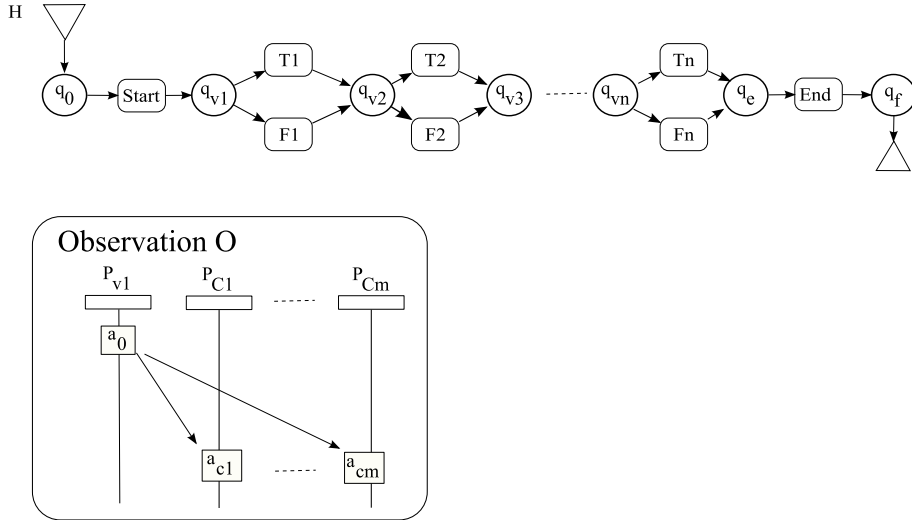 H
T1 T2 Tn
q0 Start qv1 qv2 qv3 qvn qe End qf
F1 F2 Fn
Observation O
Pv1 PC1 PCm
a0
ac1 acm